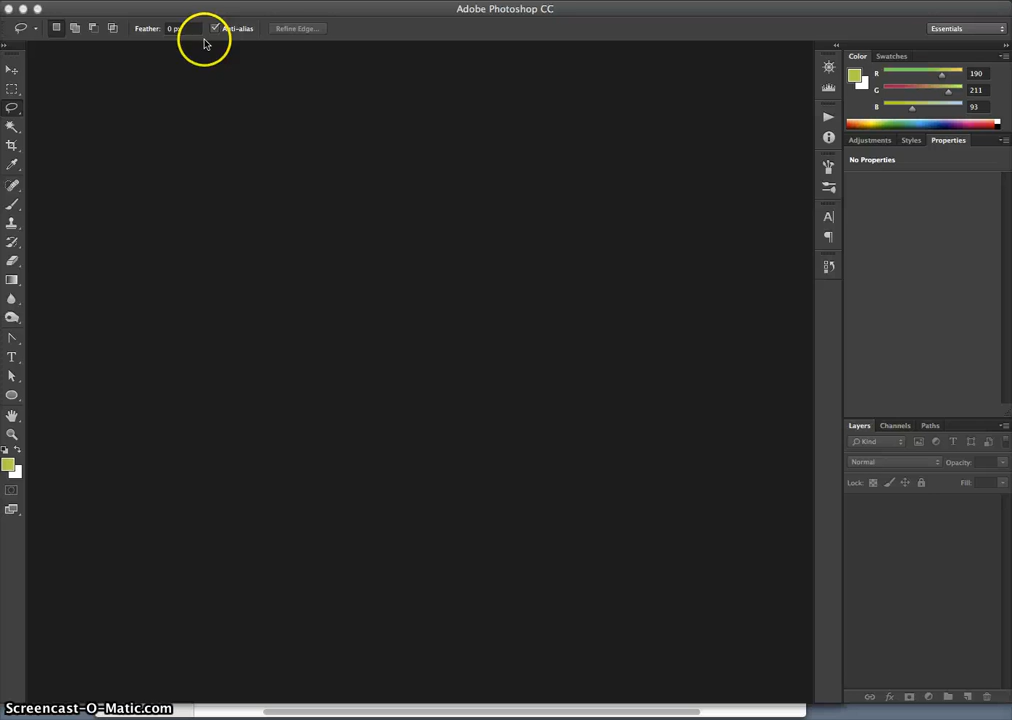 Adobe Photoshop CC
Feather: 0 px Anti-alias Refine Edge... Essentials
Color Swatches
R 190
G 211
B 93
Adjustments Styles Properties
No Properties
A
T
Layers Channels Paths
Kind T
Normal Opacity:
Lock: Fill:
fx
Screencast-O-Matic.com